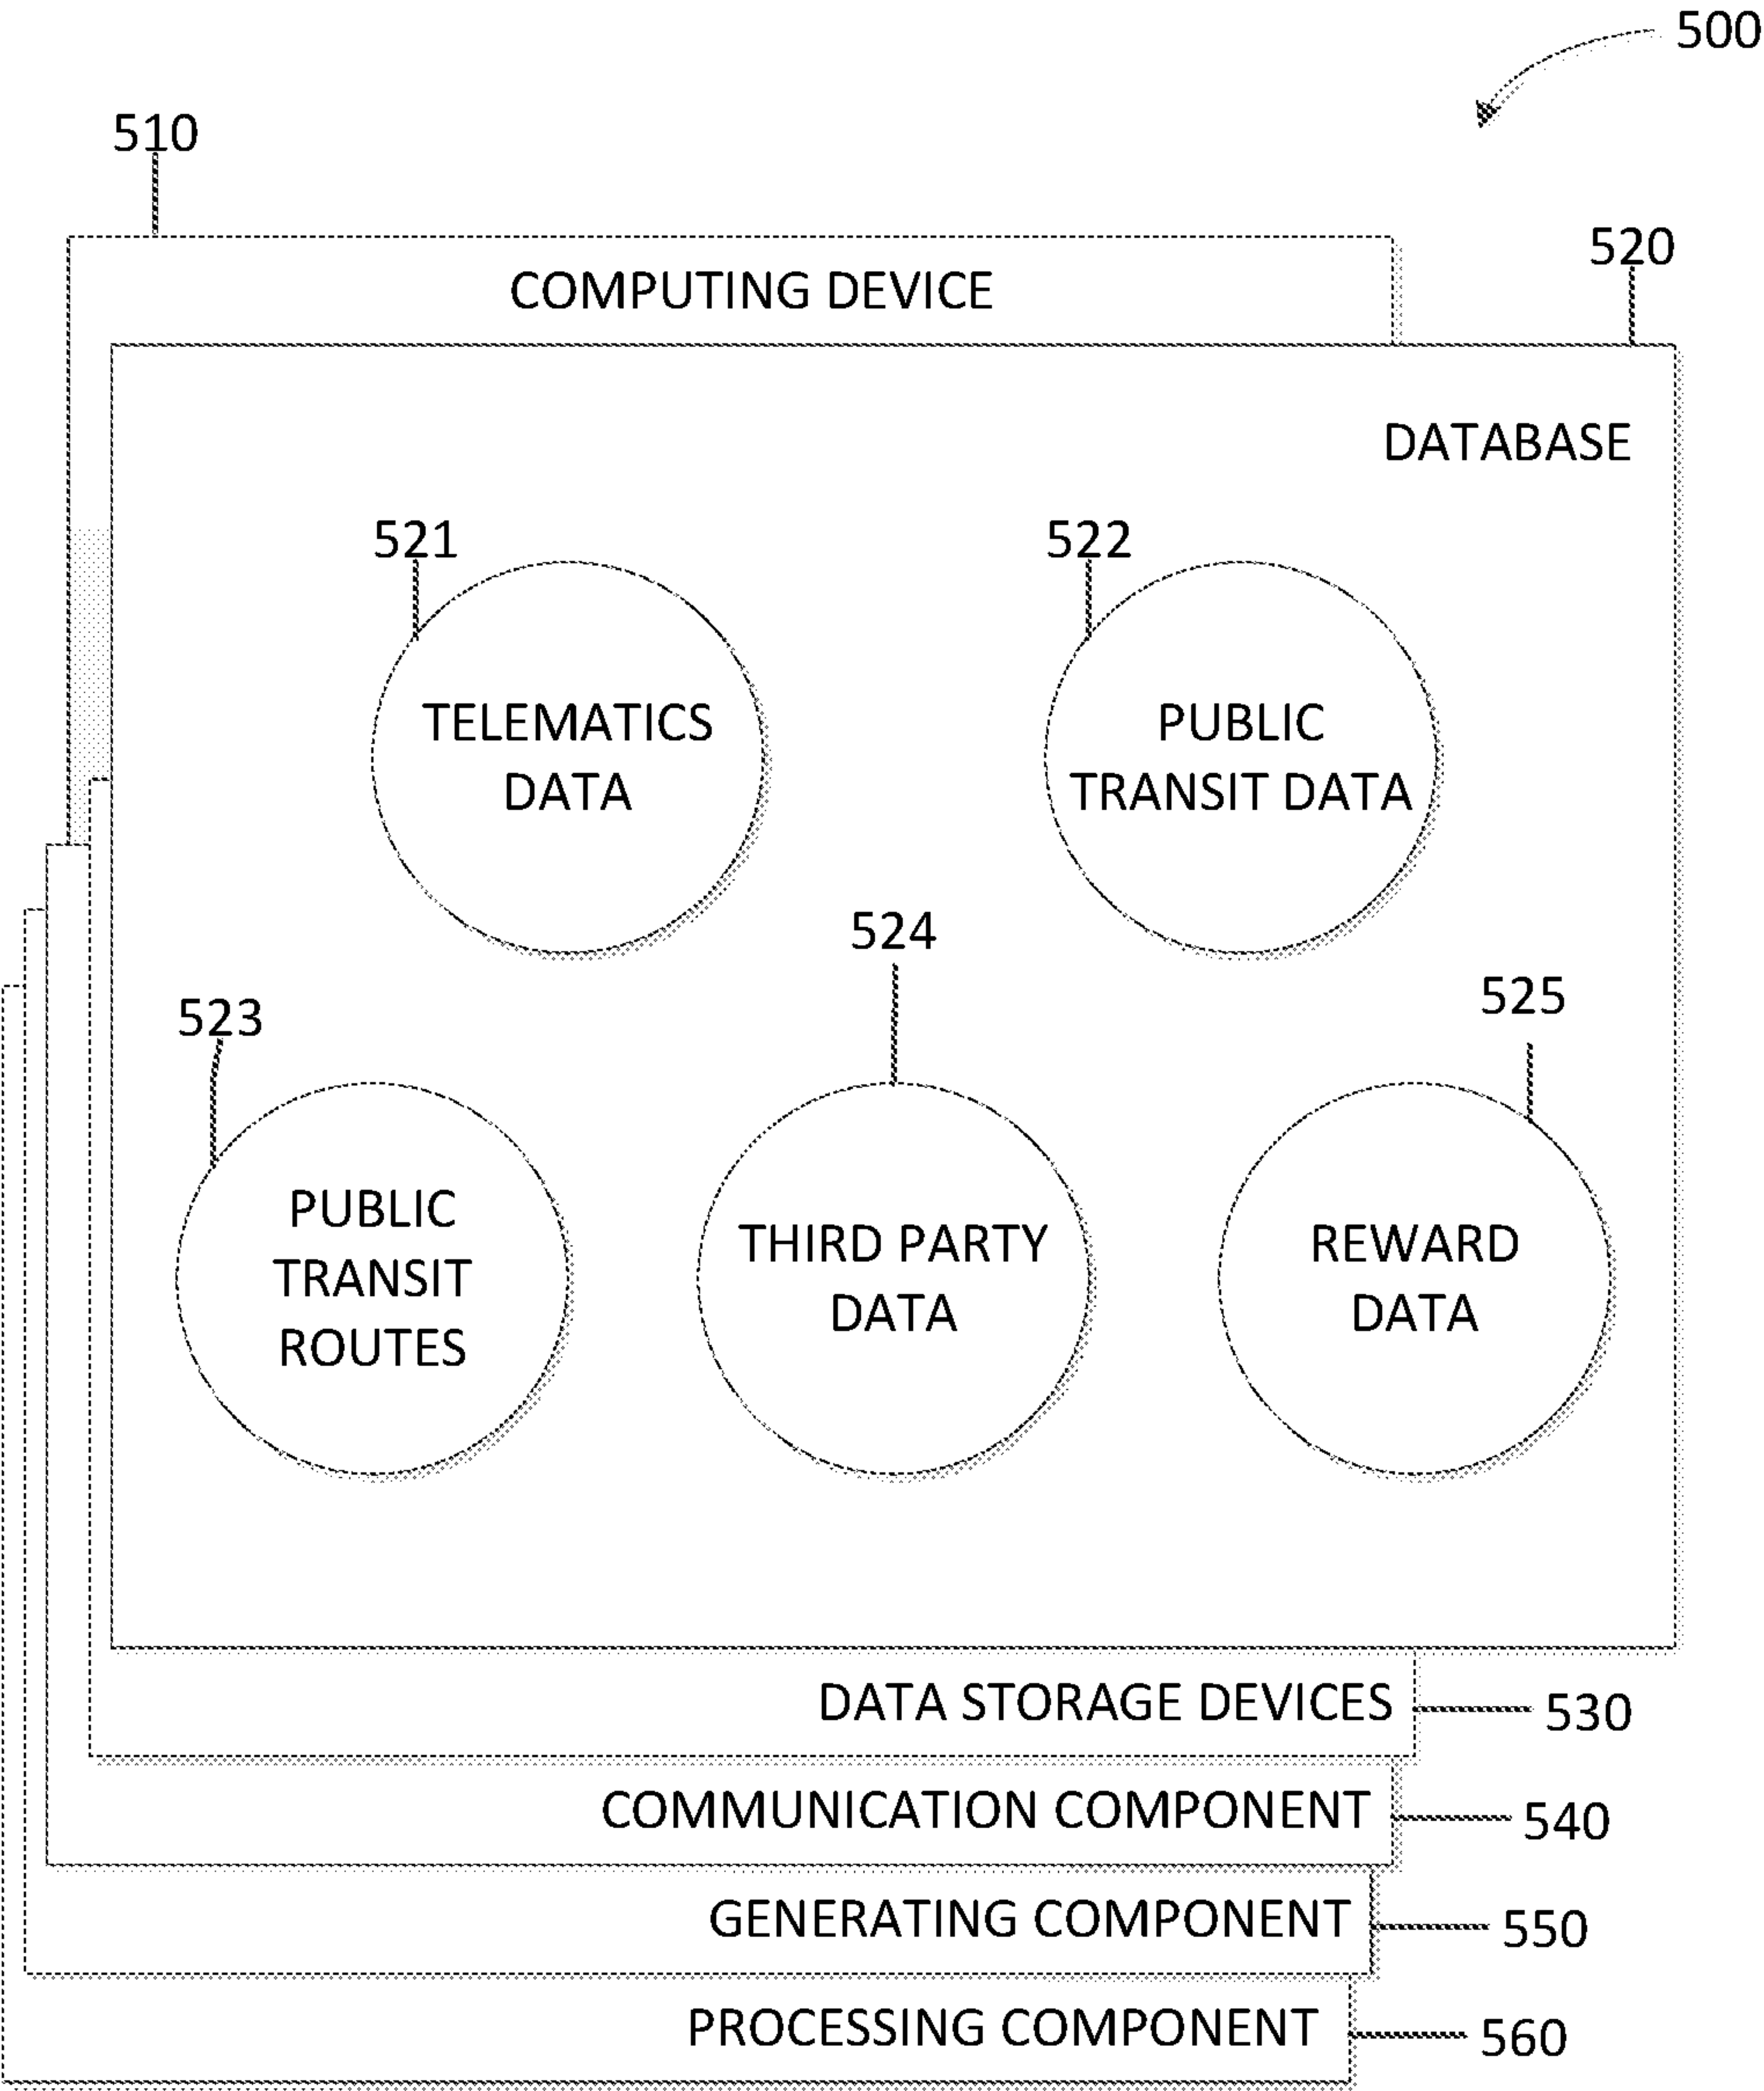 500
510
COMPUTING DEVICE
520
DATABASE
521
522
TELEMATICS
DATA
PUBLIC
TRANSIT DATA
524
523
525
PUBLIC
TRANSIT
ROUTES
THIRD PARTY
DATA
REWARD
DATA
DATA STORAGE DEVICES
530
COMMUNICATION COMPONENT
540
GENERATING COMPONENT
550
PROCESSING COMPONENT
560